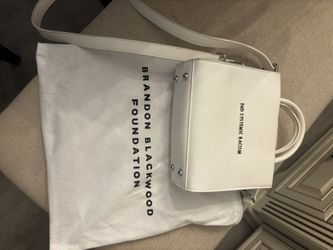 BRANDON BLACKWOOD
FOUNDATION
END SYSTEMIC RACISM